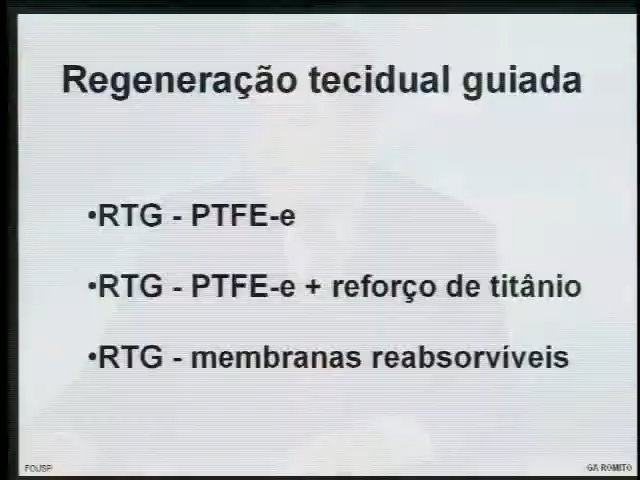 Regeneração tecidual guiada
•RTG - PTFE-e
•RTG - PTFE-e + reforço de titânio
•RTG - membranas reabsorvíveis
FOUSP
GA ROMITO